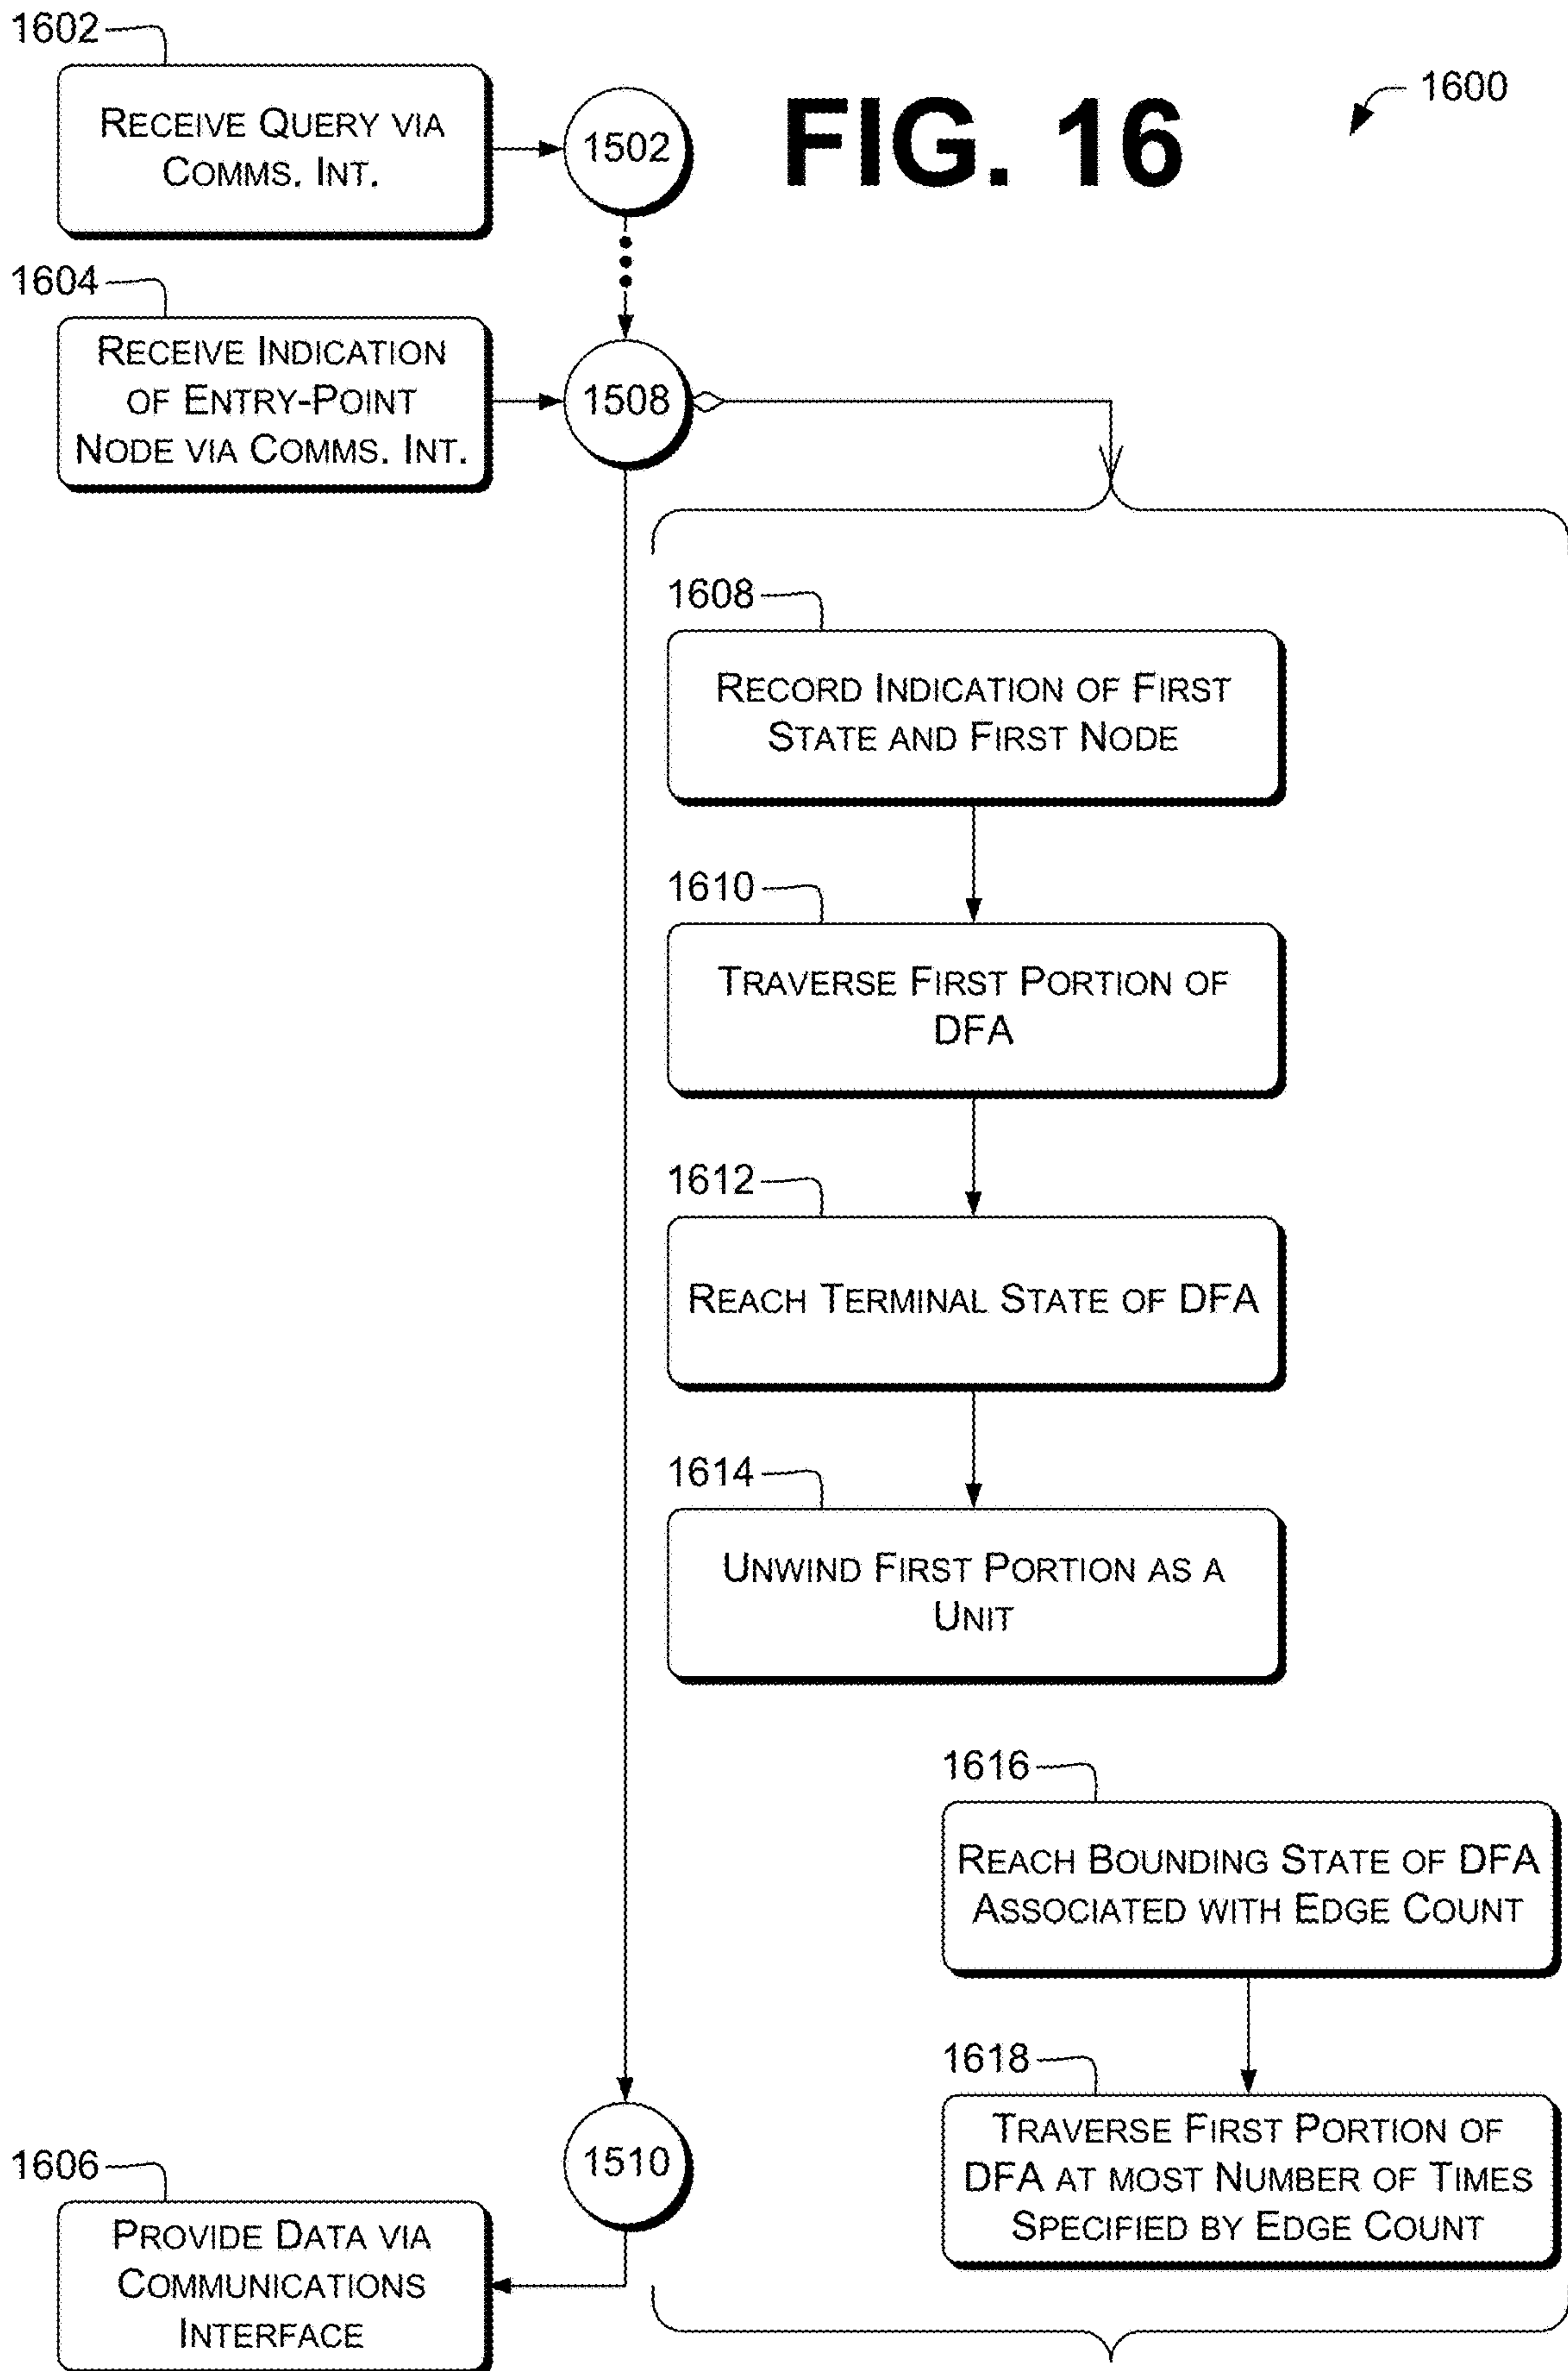 1602
RECEIVE QUERY VIA
COMMS. INT.
1502
FIG. 16
1600
1604
RECEIVE INDICATION
OF ENTRY-POINT
NODE VIA COMMS. INT.
1508
1608
RECORD INDICATION OF FIRST
STATE AND FIRST NODE
1610
TRAVERSE FIRST PORTION OF
DFA
1612
REACH TERMINAL STATE OF DFA
1614
UNWIND FIRST PORTION AS A
UNIT
1616
REACH BOUNDING STATE OF DFA
ASSOCIATED WITH EDGE COUNT
1618
TRAVERSE FIRST PORTION OF
DFA AT MOST NUMBER OF TIMES
SPECIFIED BY EDGE COUNT
1510
1606
PROVIDE DATA VIA
COMMUNICATIONS
INTERFACE